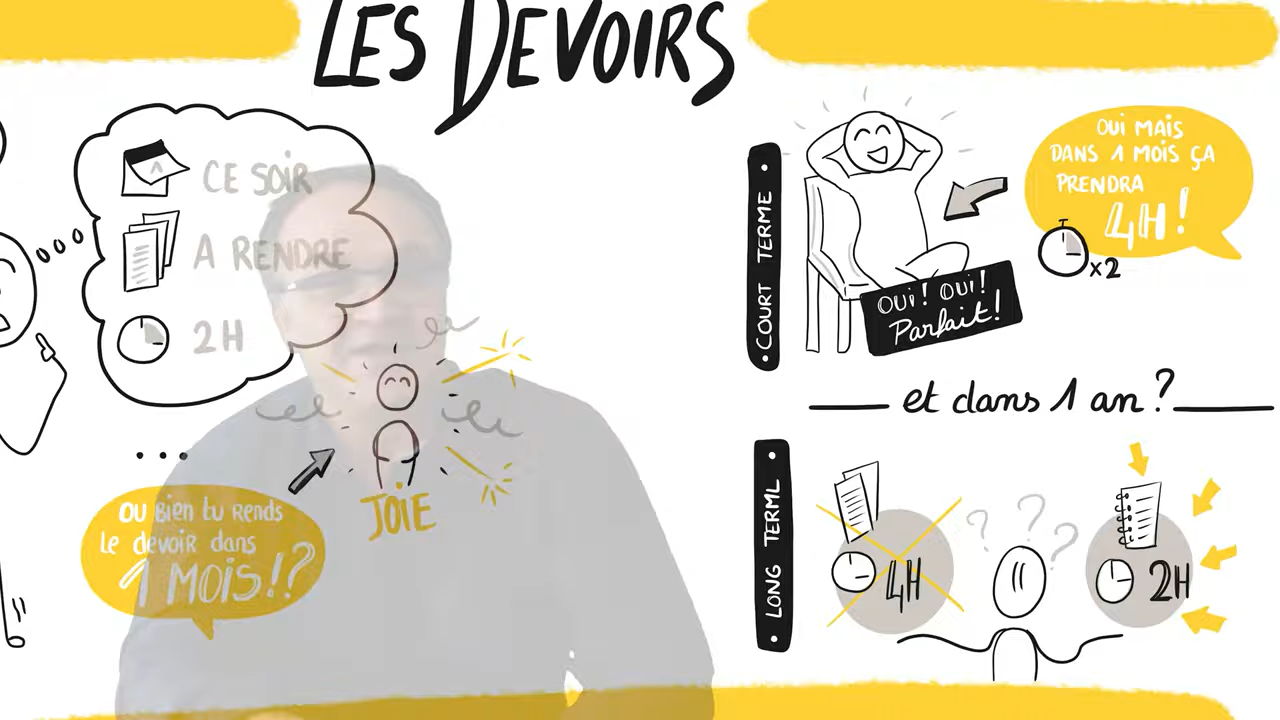 LES DEVOIRS
CE SOIR
A RENDRE
2H
...
OU BIEN tu RENDS
LE devoir dans
1 MOIS!?
JOIE
COURT TERME
OUI MAIS
DANS 1 MOIS ÇA
PRENDRA
4H!
x2
OUI! OUI!
Parfait!
et dans 1 an?
LONG TERML
4H
? ? ?
2H